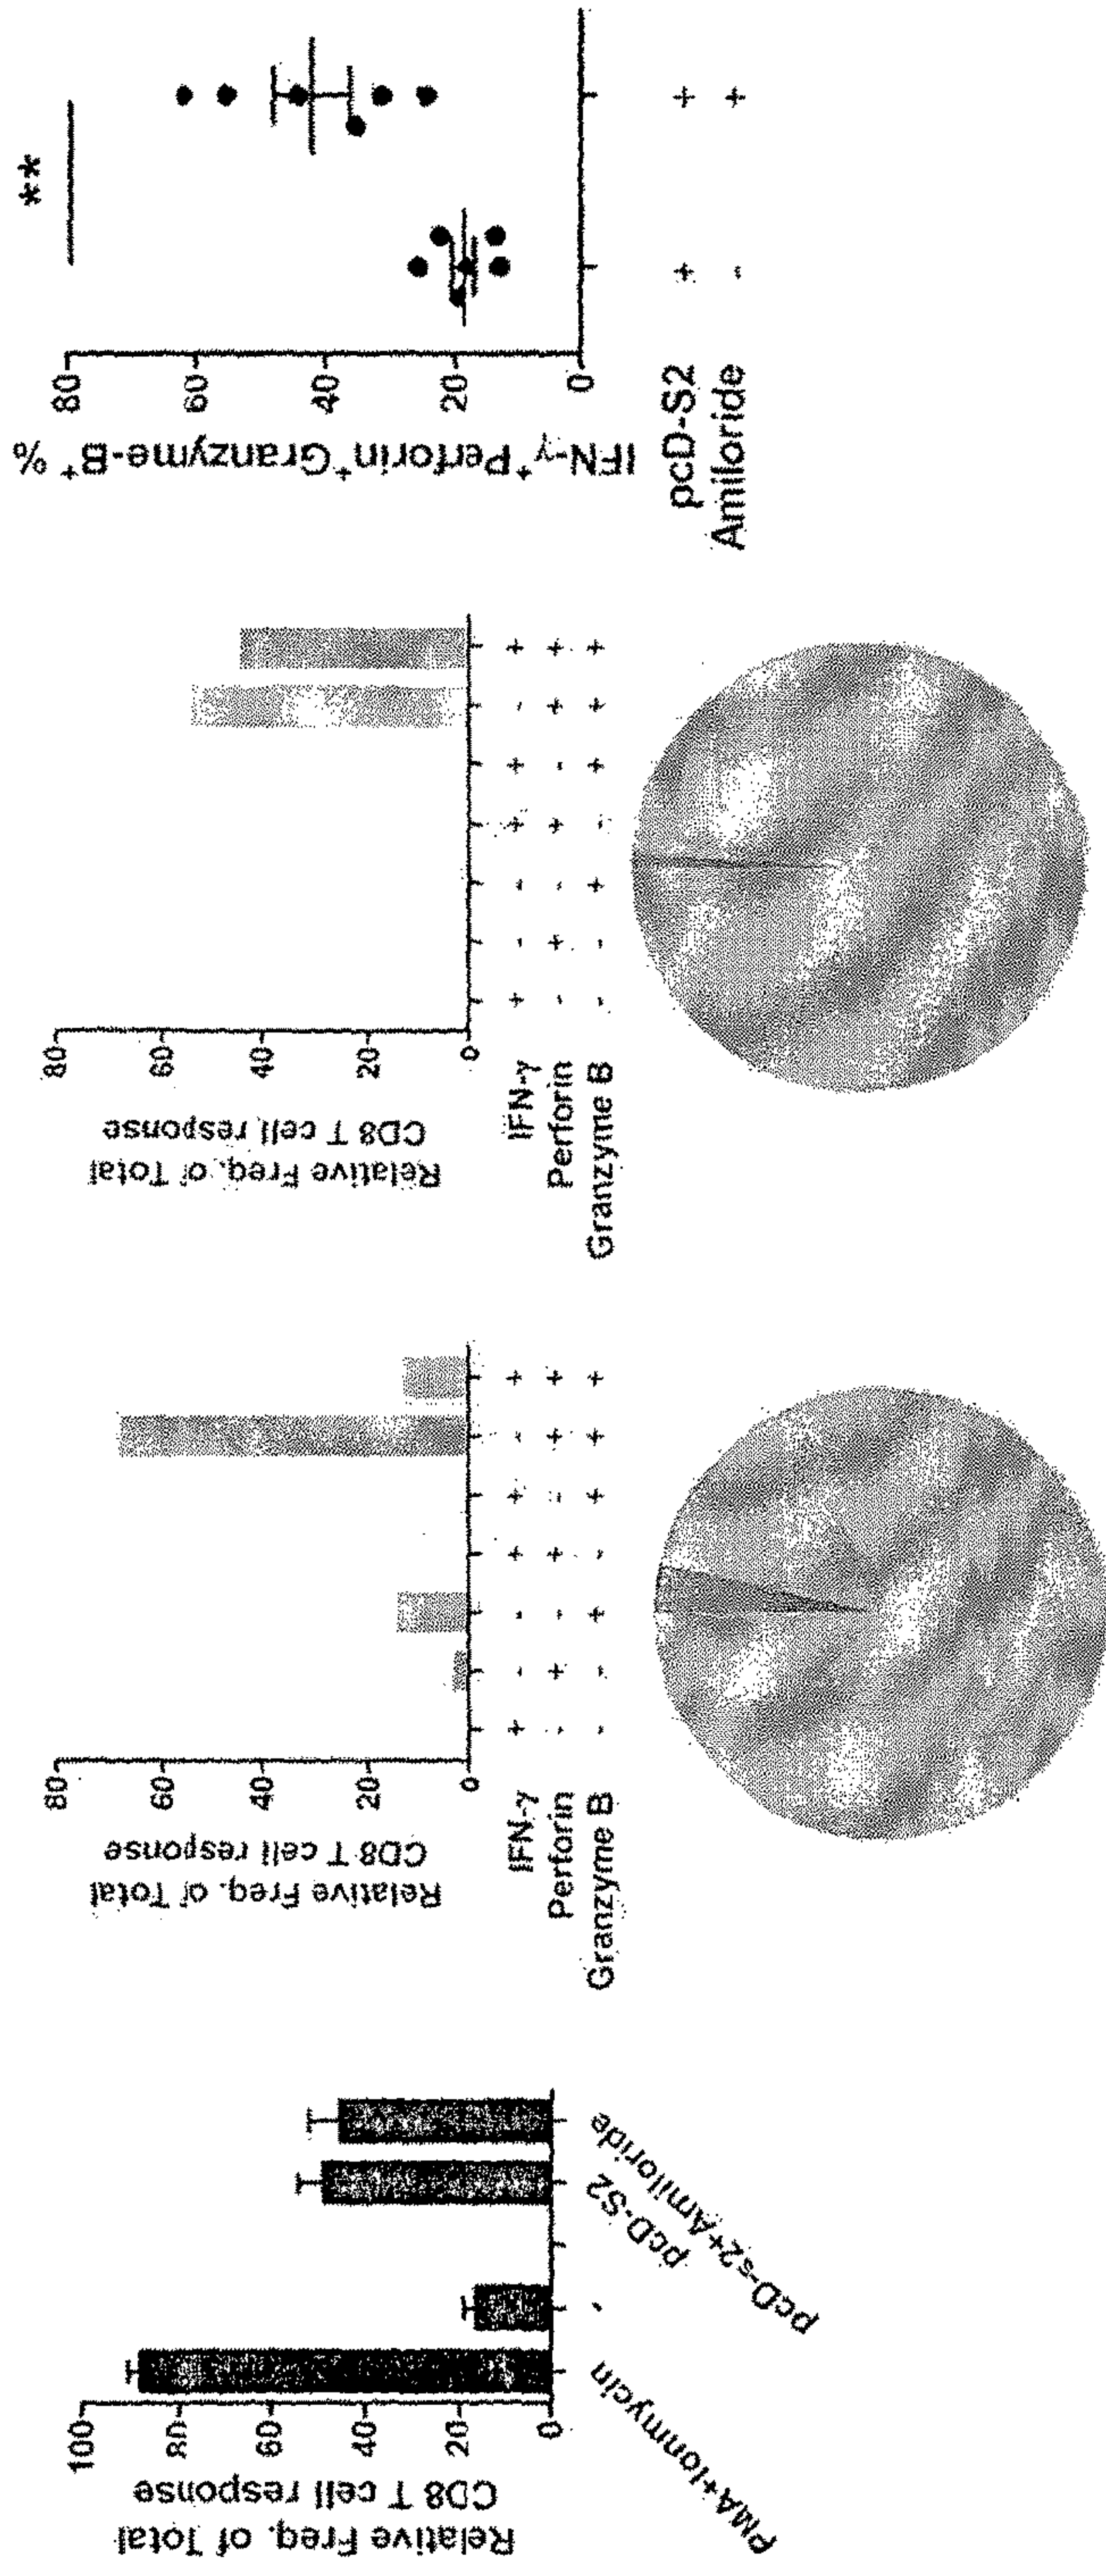 Relative Freq. of Total
CD8 T cell response
100
80
60
40
20
0
PMA+Ionmycin
-
pcD-S2
pcD-s2+Amiloride
Relative Freq. of Total
CD8 T cell response
80
60
40
20
0
IFN-γ + - - + + - +
Perforin - + - + - + +
Granzyme B - - + - + + +
Relative Freq. of Total
CD8 T cell response
80
60
40
20
0
IFN-γ + - - + + - +
Perforin - + - + - + +
Granzyme B - - + - + + +
IFN-γ+Perforin+Granzyme-B+ %
80
60
40
20
0
**
pcD-S2 + +
Amiloride - +